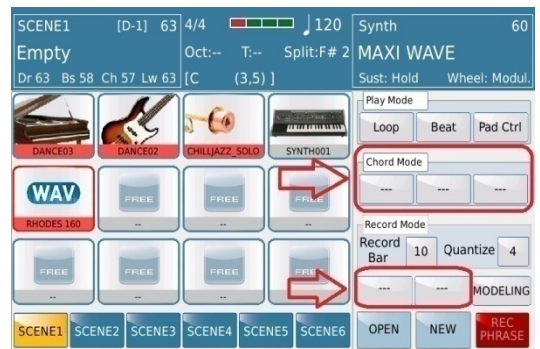 SCENE1 [D-1] 63 4/4 120 Synth 60
Empty Oct:-- T:-- Split:F# 2 MAXI WAVE
Dr 63 Bs 58 Ch 57 Lw 63 [C (3,5) ] Sust: Hold Wheel: Modul.
Play Mode
Loop Beat Pad Ctrl
DANCE03 DANCE02 CHILLJAZZ_SOLO SYNTH001
Chord Mode
--- --- ---
WAV FREE FREE FREE
RHODES 160 -- -- --
Record Mode
Record Bar 10 Quantize 4
FREE FREE FREE FREE
-- -- -- --
--- --- MODELING
SCENE1 SCENE2 SCENE3 SCENE4 SCENE5 SCENE6 OPEN NEW REC PHRASE